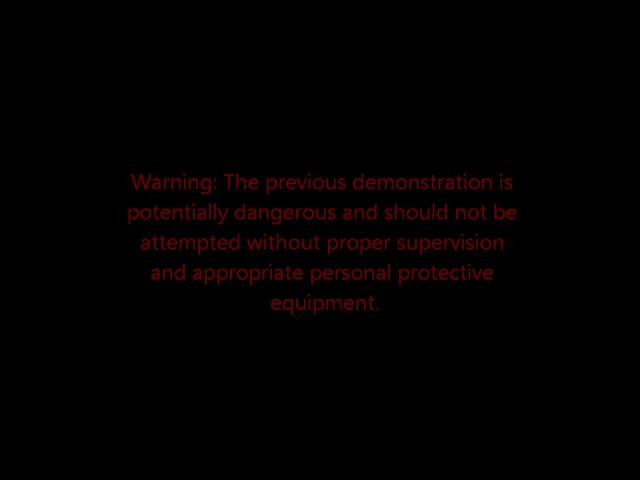 Warning: The previous demonstration is
potentially dangerous and should not be
attempted without proper supervision
and appropriate personal protective
equipment.